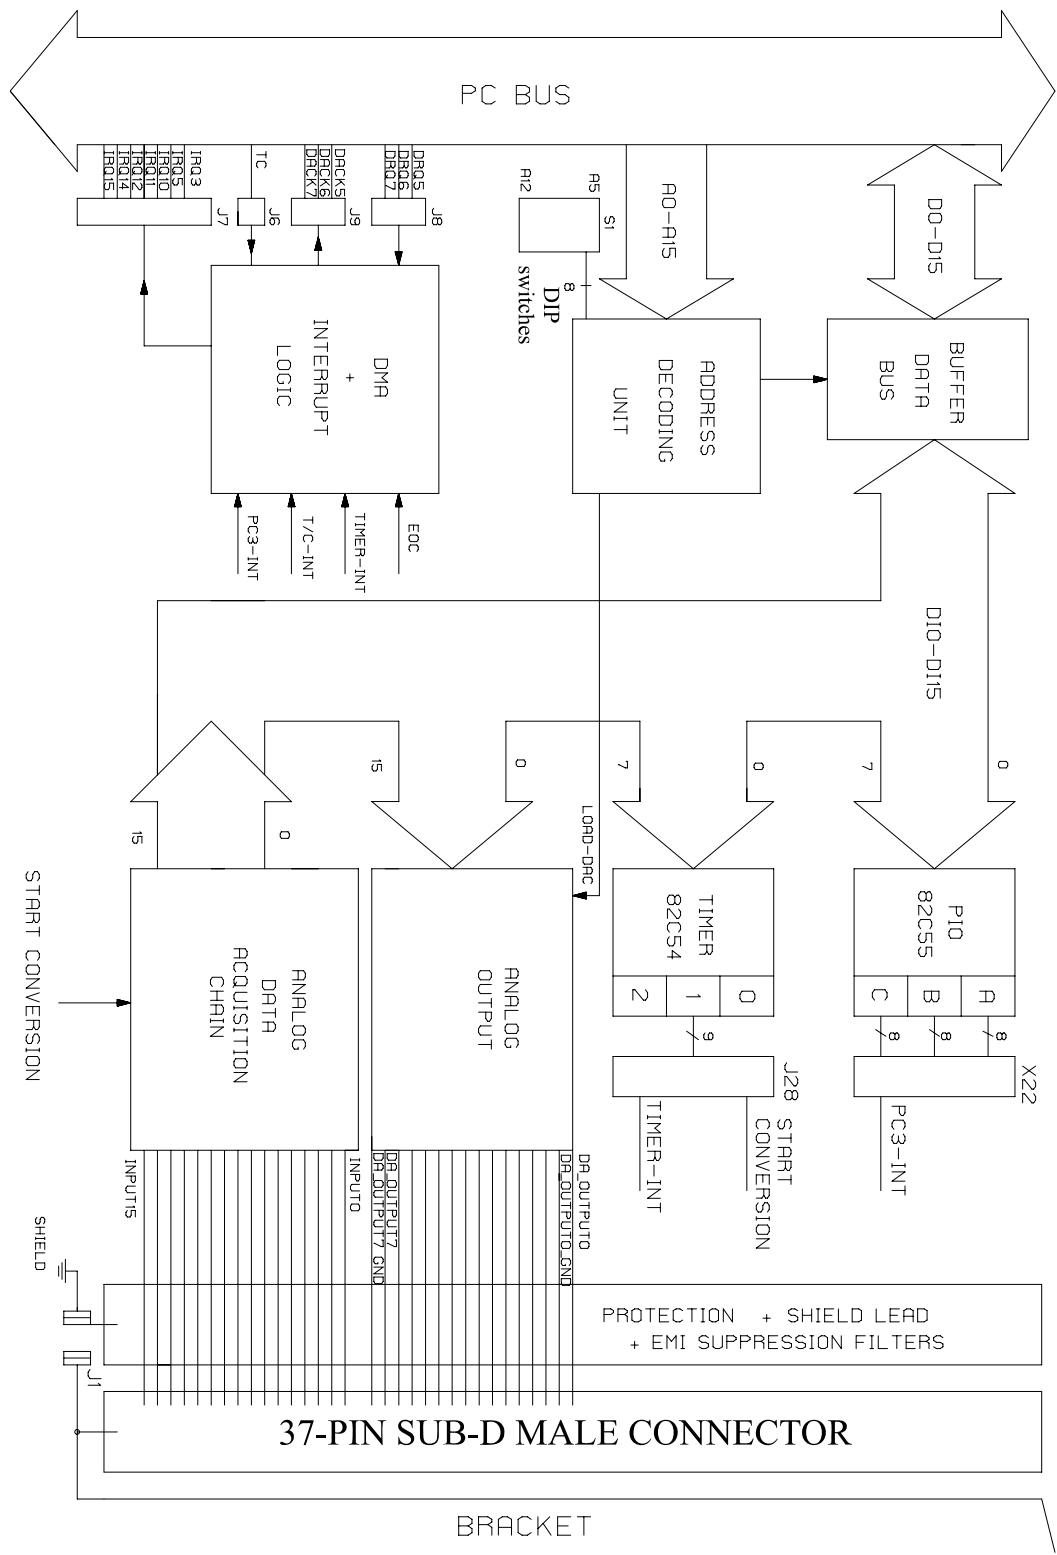 PC BUS
IRQ3
IRQ5
IRQ10
IRQ11
IRQ12
IRQ14
IRQ15
TC
DACK5
DACK6
DACK7
DRQ5
DRQ6
DRQ7
J7
J6
J9
J8
A12
A5
S1
8
DIP
switches
A0-A15
D0-D15
DMA
+
INTERRUPT
LOGIC
ADDRESS
DECODING
UNIT
BUFFER
DATA
BUS
PC3-INT
T/C-INT
TIMER-INT
EOC
DI0-DI15
15
0
15
0
7
0
7
0
LOAD-DAC
START CONVERSION
ANALOG
DATA
ACQUISITION
CHAIN
ANALOG
OUTPUT
TIMER
82C54
2
1
0
9
J28
TIMER-INT
START
CONVERSION
PIO
82C55
C
B
A
8
8
8
X22
PC3-INT
INPUT15
INPUT0
DA_OUTPUT7_GND
DA_OUTPUT7
DA_OUTPUT0_GND
DA_OUTPUT0
SHIELD
PROTECTION + SHIELD LEAD
+ EMI SUPPRESSION FILTERS
J1
37-PIN SUB-D MALE CONNECTOR
BRACKET